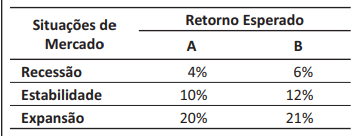 Situações de Mercado Retorno Esperado
A B
Recessão 4% 6%
Estabilidade 10% 12%
Expansão 20% 21%